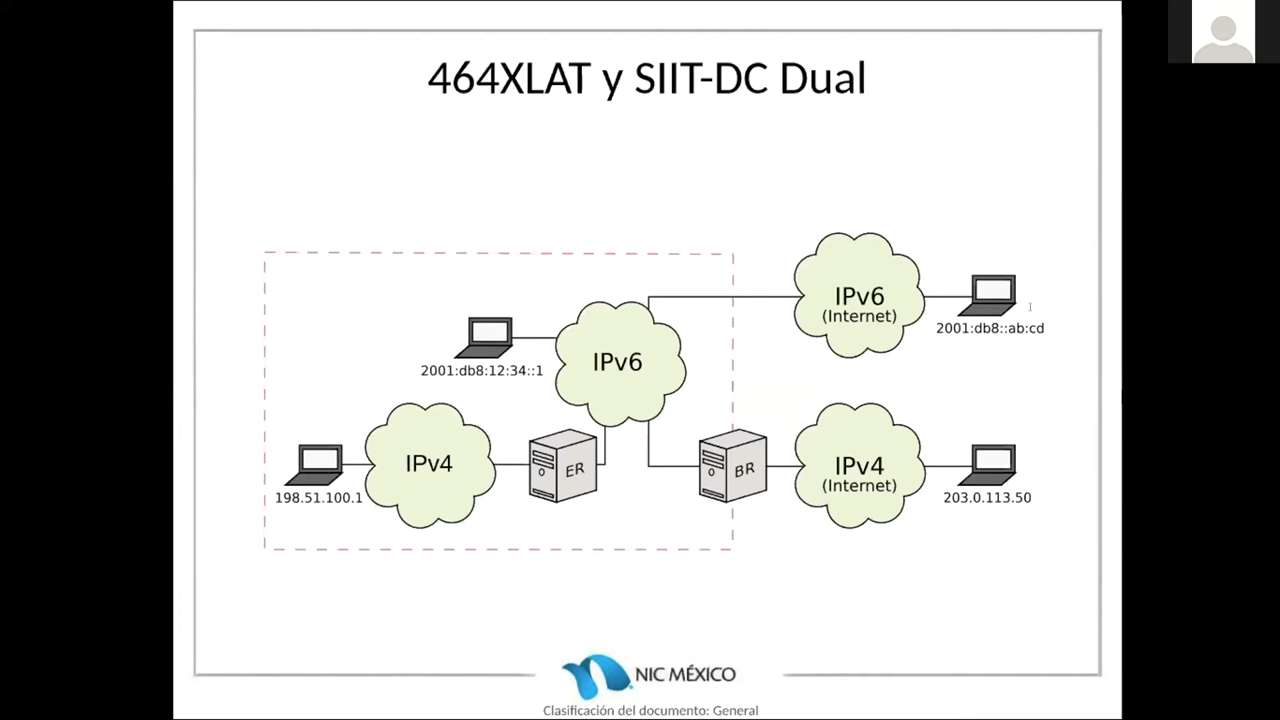 464XLAT y SIIT-DC Dual
IPv6
(Internet)
2001:db8::ab:cd
IPv6
2001:db8:12:34::1
IPv4
198.51.100.1
ER
BR
IPv4
(Internet)
203.0.113.50
NIC MÉXICO
Clasificación del documento: General